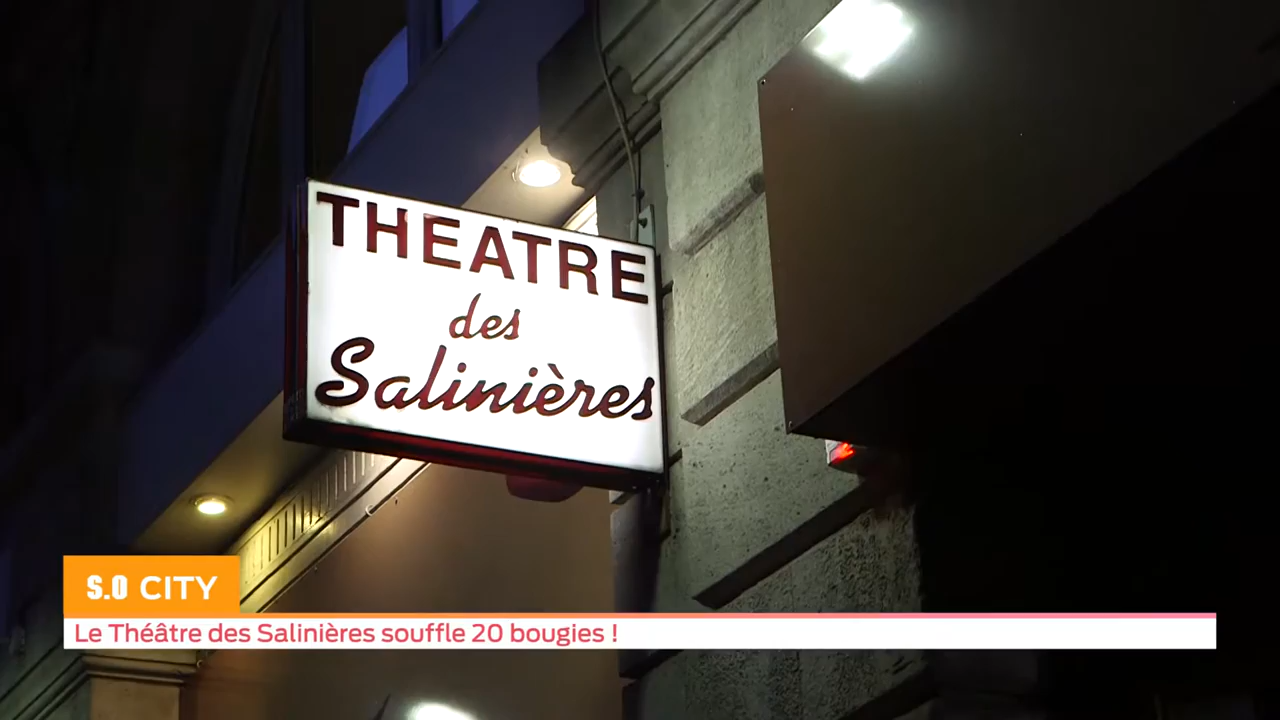 THEATRE
des
Salinières
S.O CITY
Le Théâtre des Salinières souffle 20 bougies !